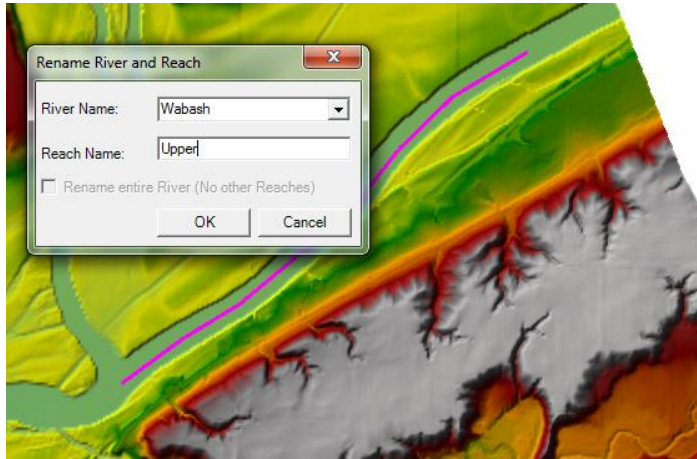 Rename River and Reach
River Name: Wabash
Reach Name: Upper
Rename entire River (No other Reaches)
OK Cancel